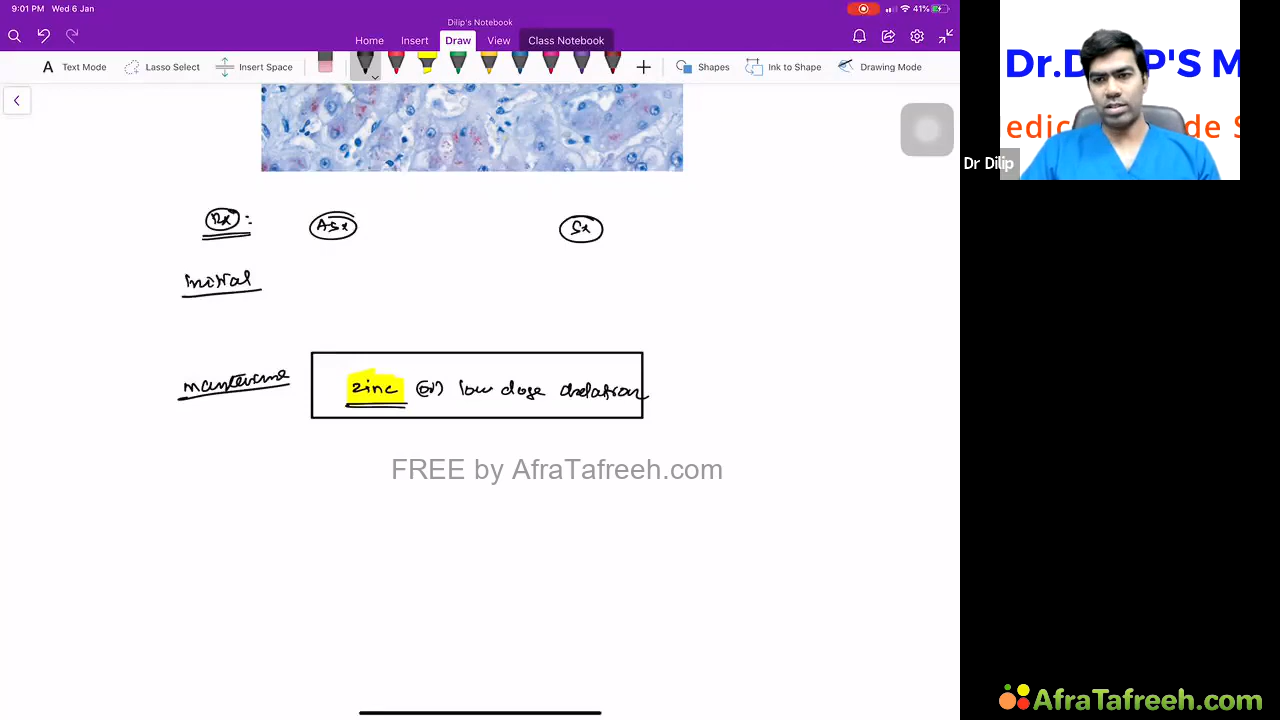 9:01 PM Wed 6 Jan
41%
Dilip's Notebook
Home Insert Draw View Class Notebook
A Text Mode Lasso Select Insert Space Shapes Ink to Shape Drawing Mode
Dr.D P'S M
edic de S
Dr Dilip
Rx :
ASx Sx
initial
zinc (or) low dose chelation
FREE by AfraTafreeh.com
AfraTafreeh.com